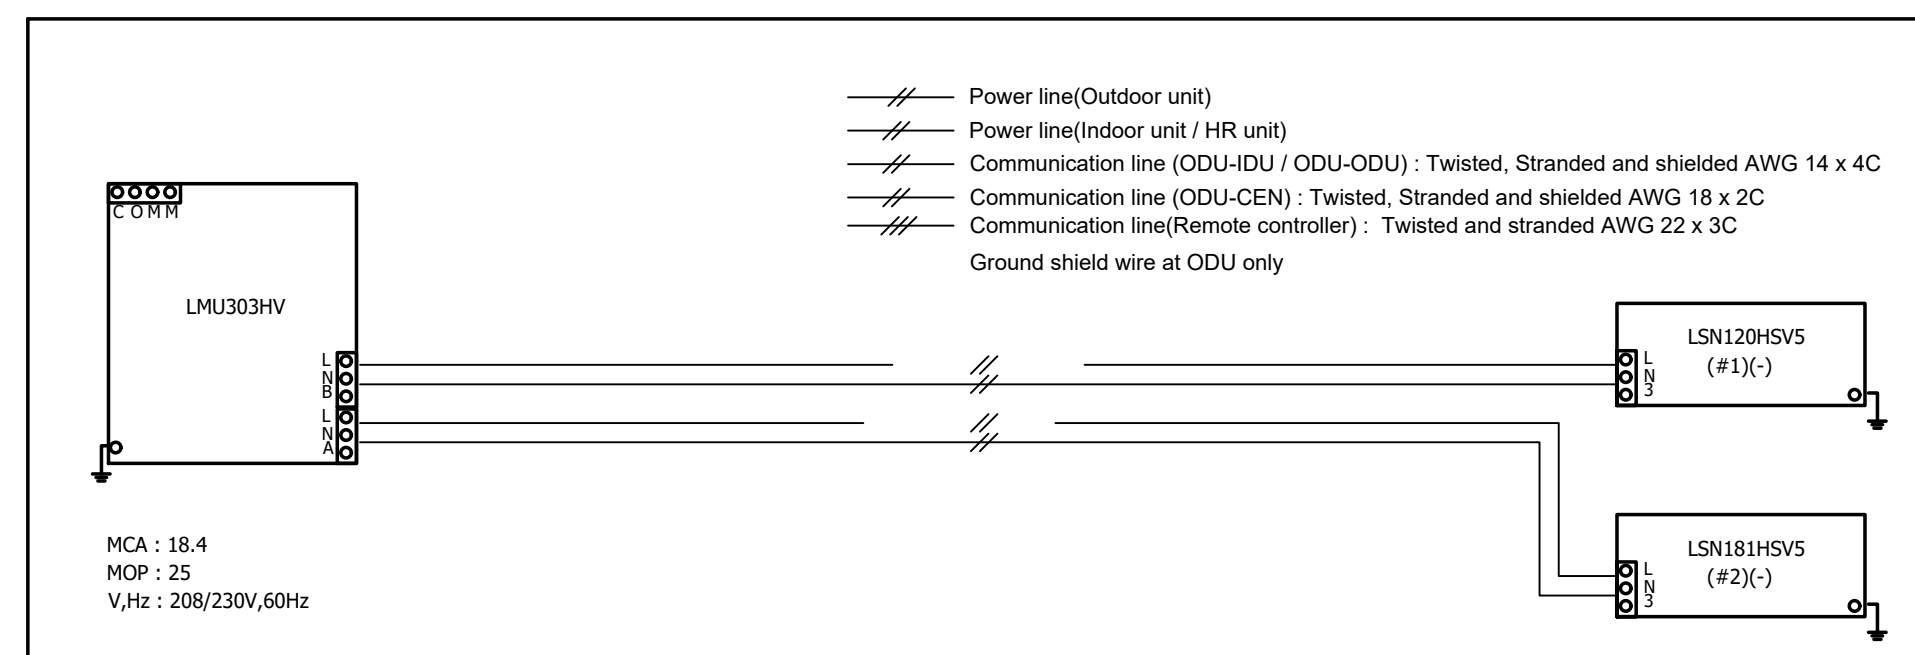 Power line(Outdoor unit)
Power line(Indoor unit / HR unit)
Communication line (ODU-IDU / ODU-ODU) : Twisted, Stranded and shielded AWG 14 x 4C
Communication line (ODU-CEN) : Twisted, Stranded and shielded AWG 18 x 2C
Communication line(Remote controller) : Twisted and stranded AWG 22 x 3C
Ground shield wire at ODU only
C O M M
LMU303HV
L
N
B
L
N
A
MCA : 18.4
MOP : 25
V,Hz : 208/230V,60Hz
LSN120HSV5
(#1)(-)
L
N
3
LSN181HSV5
(#2)(-)
L
N
3